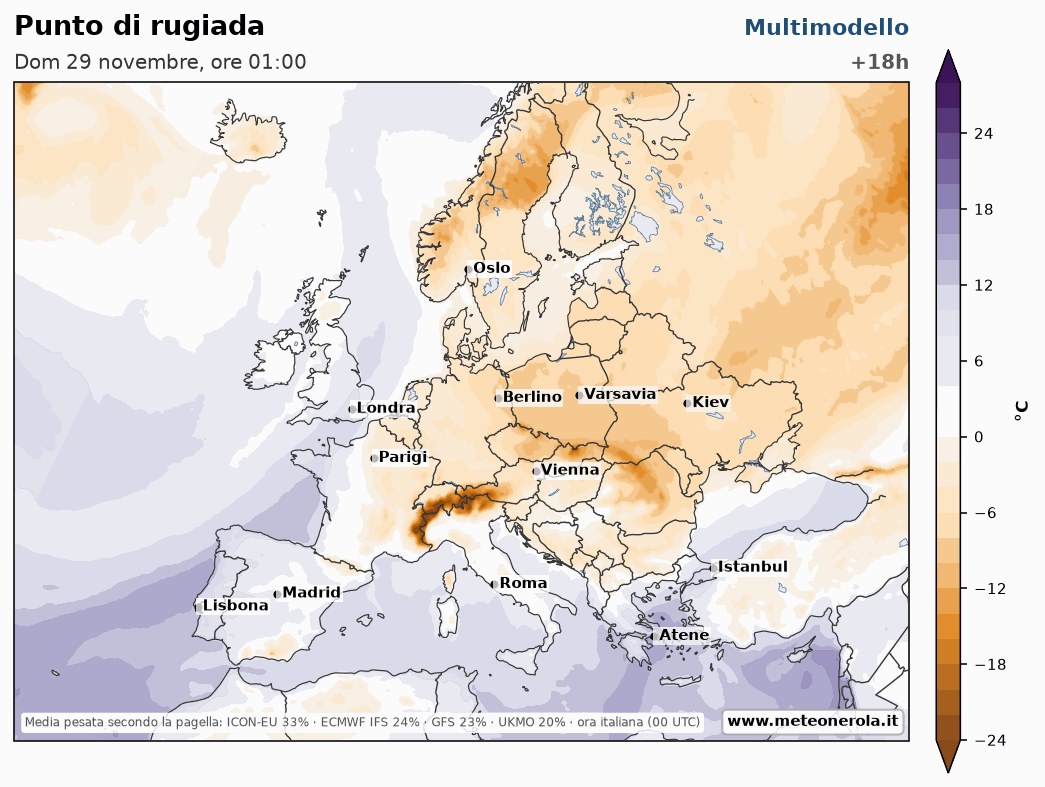 Punto di rugiada
Multimodello
Dom 29 novembre, ore 01:00
+18h
24
18
12
6
0
−6
−12
−18
−24
°C
Oslo
Londra
Berlino
Varsavia
Kiev
Parigi
Vienna
Istanbul
Roma
Madrid
Lisbona
Atene
Media pesata secondo la pagella: ICON-EU 33% · ECMWF IFS 24% · GFS 23% · UKMO 20% · ora italiana (00 UTC)
www.meteonerola.it